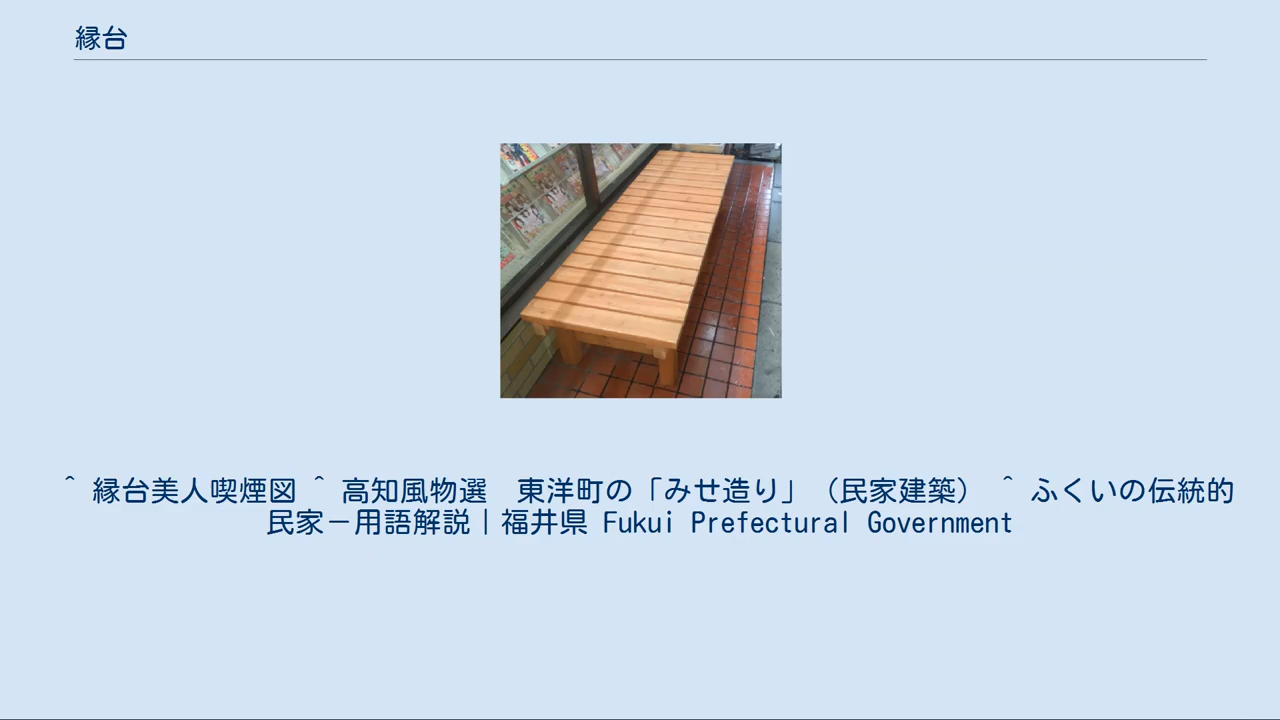 縁台
^ 縁台美人喫煙図 ^ 高知風物選　東洋町の「みせ造り」（民家建築） ^ ふくいの伝統的
民家－用語解説｜福井県 Fukui Prefectural Government